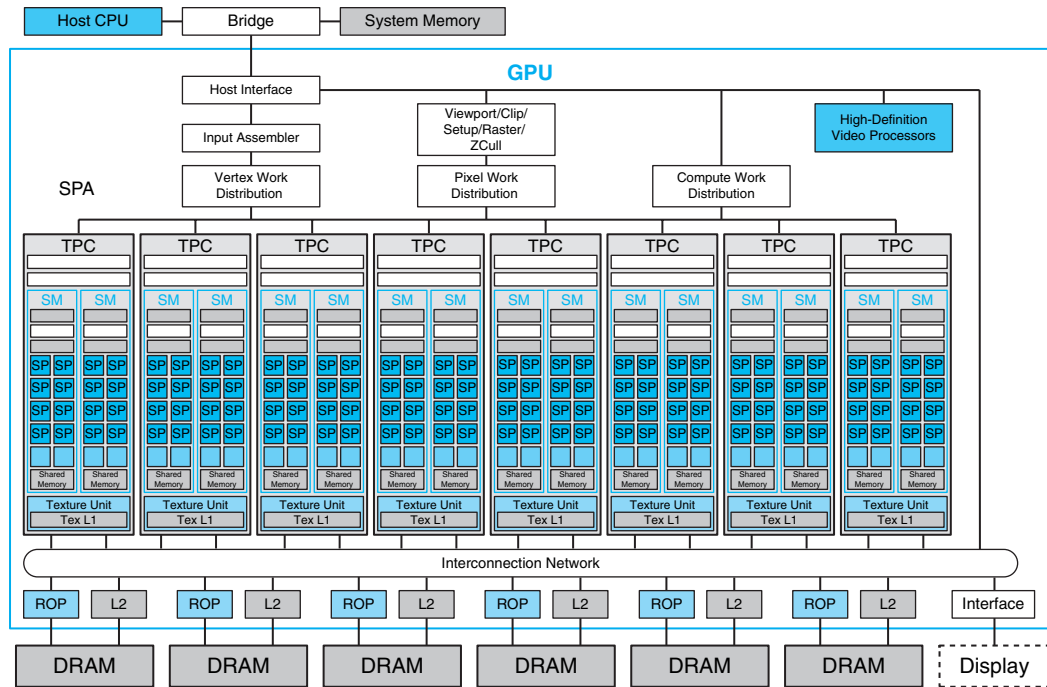 Host CPU
Bridge
System Memory
GPU
Host Interface
Viewport/Clip/
Setup/Raster/
ZCull
High-Definition
Video Processors
Input Assembler
SPA
Vertex Work
Distribution
Pixel Work
Distribution
Compute Work
Distribution
TPC TPC TPC TPC TPC TPC TPC TPC
SM SM SM SM SM SM SM SM SM SM SM SM SM SM SM SM
SP SP SP SP SP SP SP SP SP SP SP SP SP SP SP SP SP SP SP SP SP SP SP SP SP SP SP SP SP SP SP SP
SP SP SP SP SP SP SP SP SP SP SP SP SP SP SP SP SP SP SP SP SP SP SP SP SP SP SP SP SP SP SP SP
SP SP SP SP SP SP SP SP SP SP SP SP SP SP SP SP SP SP SP SP SP SP SP SP SP SP SP SP SP SP SP SP
SP SP SP SP SP SP SP SP SP SP SP SP SP SP SP SP SP SP SP SP SP SP SP SP SP SP SP SP SP SP SP SP
Shared Shared Shared Shared Shared Shared Shared Shared Shared Shared Shared Shared Shared Shared Shared Shared
Memory Memory Memory Memory Memory Memory Memory Memory Memory Memory Memory Memory Memory Memory Memory Memory
Texture Unit Texture Unit Texture Unit Texture Unit Texture Unit Texture Unit Texture Unit Texture Unit
Tex L1 Tex L1 Tex L1 Tex L1 Tex L1 Tex L1 Tex L1 Tex L1
Interconnection Network
ROP L2 ROP L2 ROP L2 ROP L2 ROP L2 ROP L2 Interface
DRAM DRAM DRAM DRAM DRAM DRAM Display